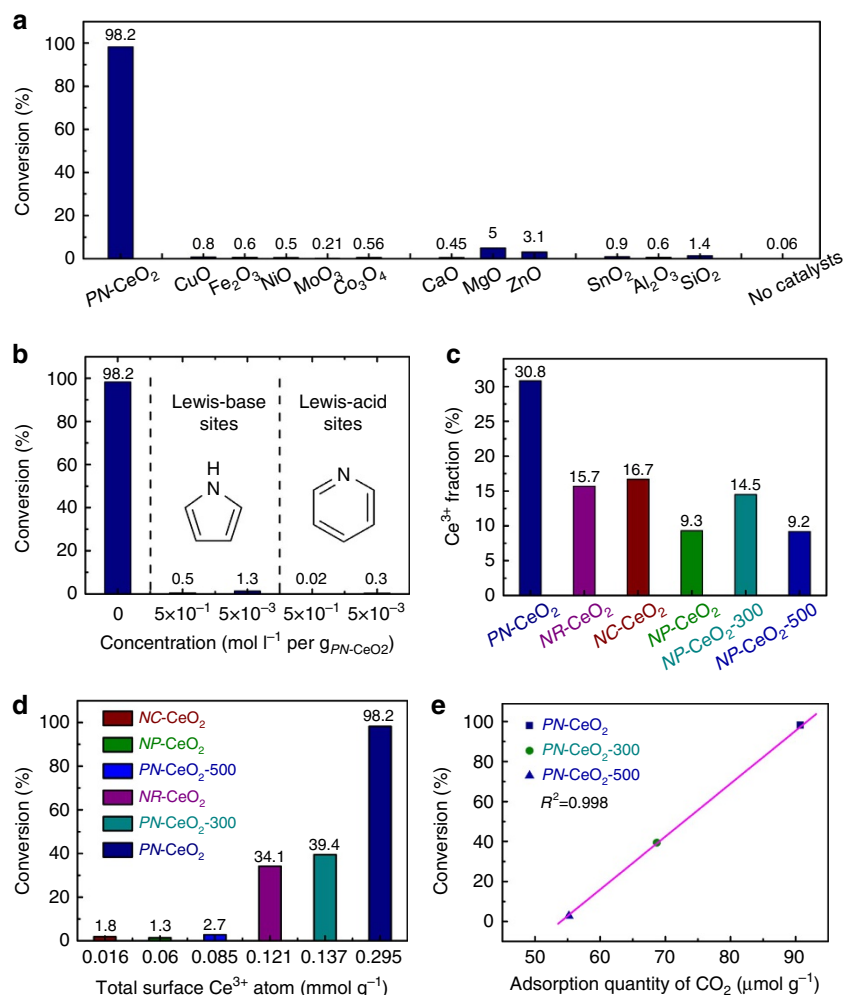 a
Conversion (%)
100
80
60
40
20
0
98.2
0.8
0.6
0.5
0.21
0.56
0.45
5
3.1
0.9
0.6
1.4
0.06
PN-CeO₂
CuO
Fe₂O₃
NiO
MoO₃
Co₃O₄
CaO
MgO
ZnO
SnO₂
Al₂O₃
SiO₂
No catalysts
b
Conversion (%)
100
80
60
40
20
0
98.2
Lewis-base
sites
H
N
Lewis-acid
sites
N
0.5
1.3
0.02
0.3
0
5×10⁻¹
5×10⁻³
5×10⁻¹
5×10⁻³
Concentration (mol l⁻¹ per g PN-CeO2)
c
Ce³⁺ fraction (%)
30
25
20
15
10
5
0
30.8
15.7
16.7
9.3
14.5
9.2
PN-CeO₂
NR-CeO₂
NC-CeO₂
NP-CeO₂
NP-CeO₂-300
NP-CeO₂-500
d
Conversion (%)
100
80
60
40
20
0
NC-CeO₂
NP-CeO₂
PN-CeO₂-500
NR-CeO₂
PN-CeO₂-300
PN-CeO₂
1.8
1.3
2.7
34.1
39.4
98.2
0.016
0.06
0.085
0.121
0.137
0.295
Total surface Ce³⁺ atom (mmol g⁻¹)
e
Conversion (%)
100
80
60
40
20
0
PN-CeO₂
PN-CeO₂-300
PN-CeO₂-500
R²=0.998
50
60
70
80
90
Adsorption quantity of CO₂ (μmol g⁻¹)